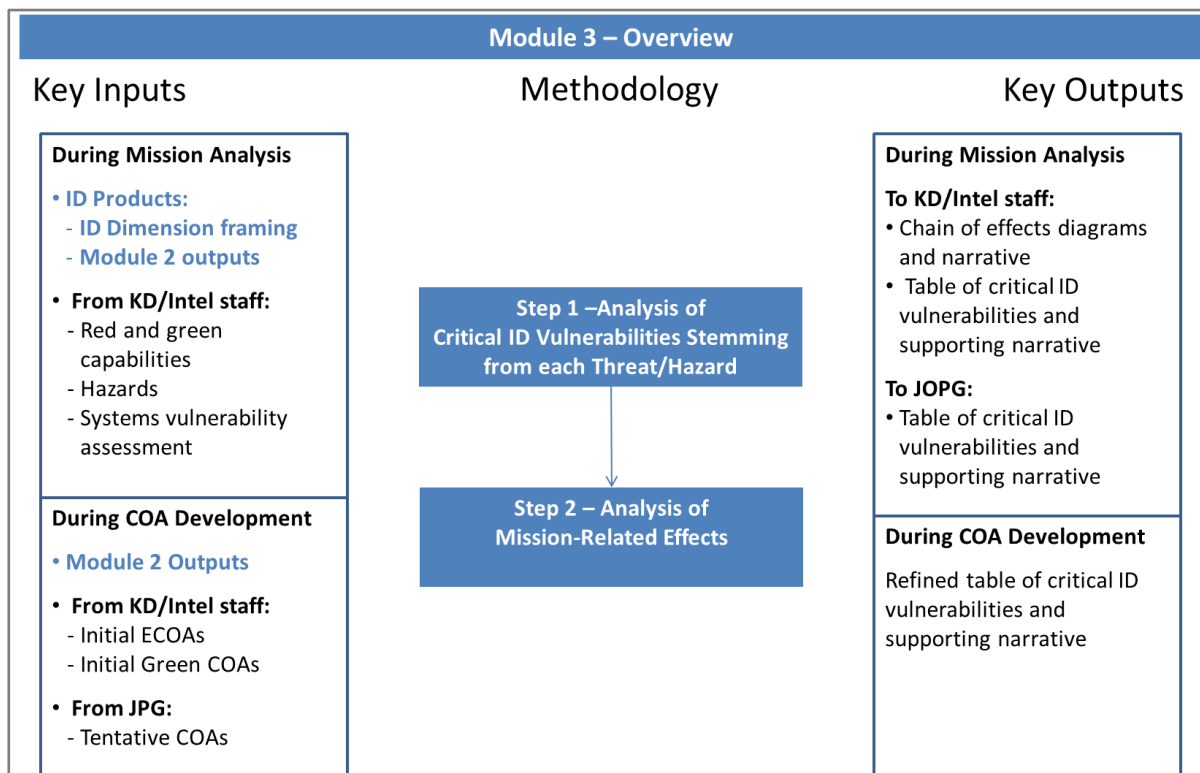 Module 3 – Overview
Key Inputs
Methodology
Key Outputs
During Mission Analysis
• ID Products:
- ID Dimension framing
- Module 2 outputs
• From KD/Intel staff:
- Red and green
capabilities
- Hazards
- Systems vulnerability
assessment
During COA Development
• Module 2 Outputs
• From KD/Intel staff:
- Initial ECOAs
- Initial Green COAs
• From JPG:
- Tentative COAs
Step 1 –Analysis of
Critical ID Vulnerabilities Stemming
from each Threat/Hazard
Step 2 – Analysis of
Mission-Related Effects
During Mission Analysis
To KD/Intel staff:
• Chain of effects diagrams
and narrative
• Table of critical ID
vulnerabilities and
supporting narrative
To JOPG:
• Table of critical ID
vulnerabilities and
supporting narrative
During COA Development
Refined table of critical ID
vulnerabilities and
supporting narrative